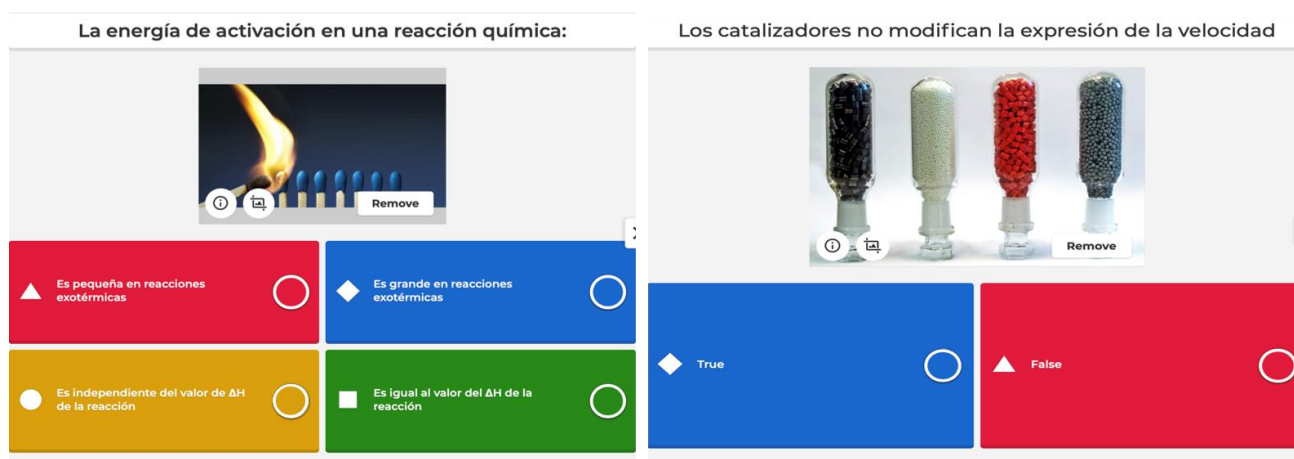 La energía de activación en una reacción química:
Remove
Es pequeña en reacciones
exotérmicas
Es grande en reacciones
exotérmicas
Es independiente del valor de ΔH
de la reacción
Es igual al valor del ΔH de la
reacción
Los catalizadores no modifican la expresión de la velocidad
Remove
True
False